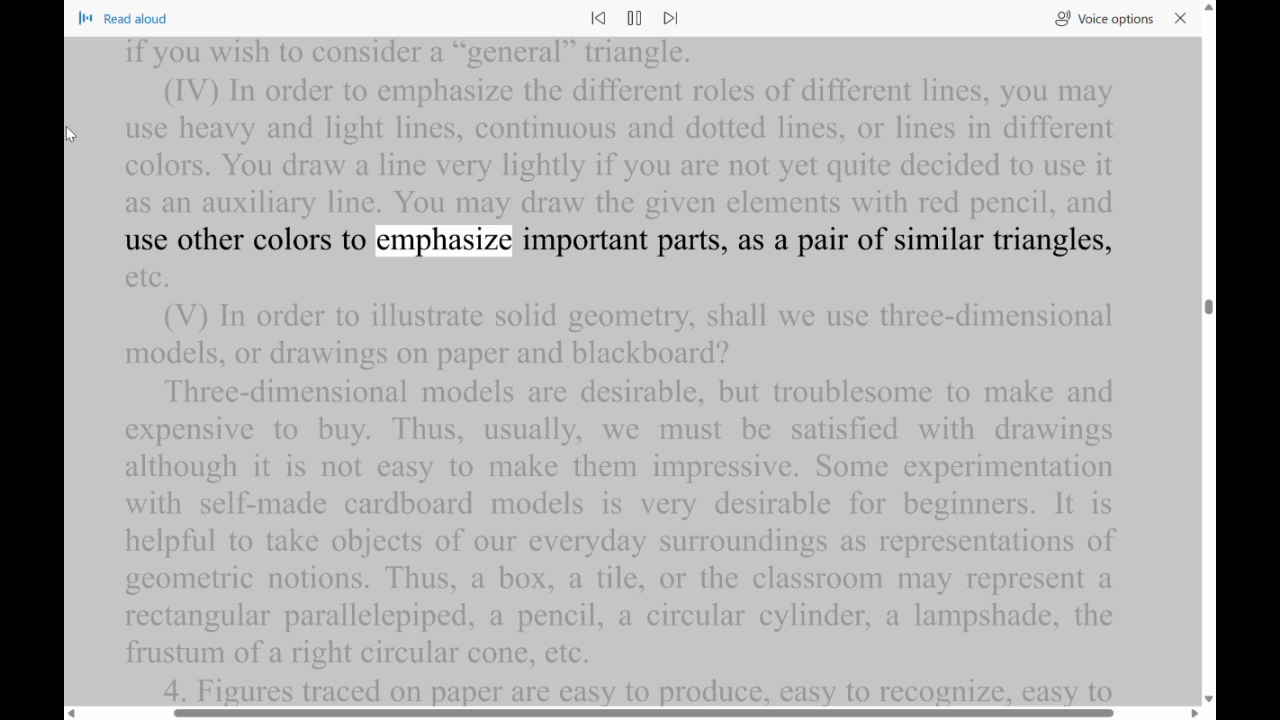 Read aloud
Voice options
if you wish to consider a “general” triangle.
(IV) In order to emphasize the different roles of different lines, you may
use heavy and light lines, continuous and dotted lines, or lines in different
colors. You draw a line very lightly if you are not yet quite decided to use it
as an auxiliary line. You may draw the given elements with red pencil, and
use other colors to emphasize important parts, as a pair of similar triangles,
etc.
(V) In order to illustrate solid geometry, shall we use three-dimensional
models, or drawings on paper and blackboard?
Three-dimensional models are desirable, but troublesome to make and
expensive to buy. Thus, usually, we must be satisfied with drawings
although it is not easy to make them impressive. Some experimentation
with self-made cardboard models is very desirable for beginners. It is
helpful to take objects of our everyday surroundings as representations of
geometric notions. Thus, a box, a tile, or the classroom may represent a
rectangular parallelepiped, a pencil, a circular cylinder, a lampshade, the
frustum of a right circular cone, etc.
4. Figures traced on paper are easy to produce, easy to recognize, easy to